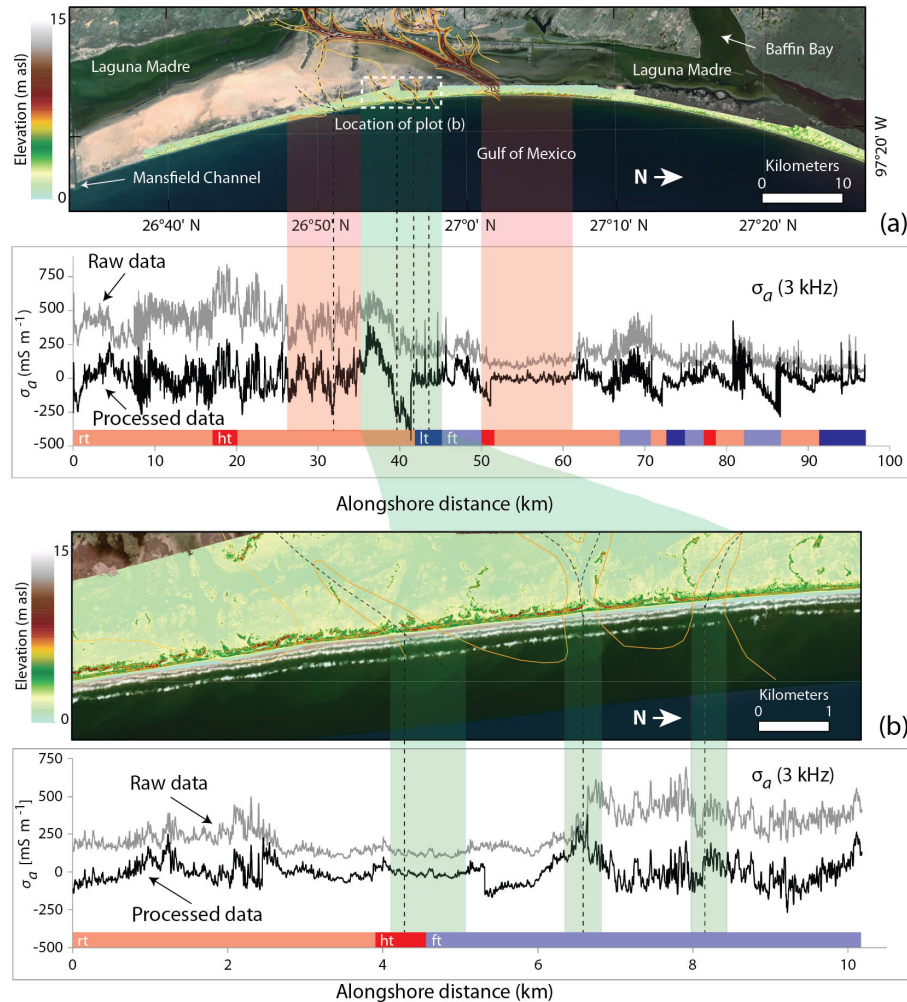 15
Elevation (m asl)
0
Laguna Madre
Baffin Bay
Laguna Madre
Location of plot (b)
Gulf of Mexico
Mansfield Channel
N
Kilometers
0 10
97°20' W
26°40' N 26°50' N 27°0' N 27°10' N 27°20' N
(a)
Raw data
σa (3 kHz)
σa (mS m-1)
750
500
250
0
-250
-500
Processed data
rt ht lt ft
0 10 20 30 40 50 60 70 80 90 100
Alongshore distance (km)
15
Elevation (m asl)
0
Kilometers
N
0 1
(b)
Raw data
σa (3 kHz)
σa [mS m-1]
750
500
250
0
-250
-500
Processed data
rt ht ft
0 2 4 6 8 10
Alongshore distance (km)